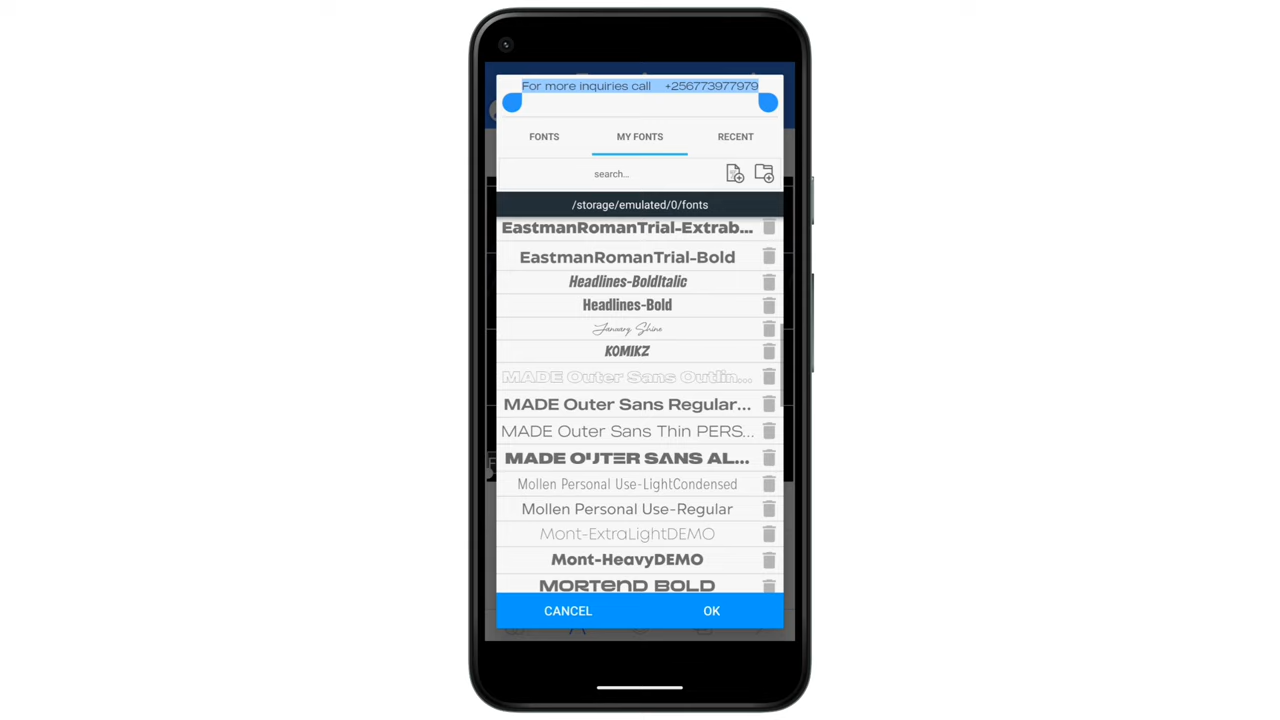 For more inquiries call +256773977979
FONTS MY FONTS RECENT
search...
/storage/emulated/0/fonts
EastmanRomanTrial-Extrab...
EastmanRomanTrial-Bold
Headlines-BoldItalic
Headlines-Bold
January Shine
KOMIKZ
MADE Outer Sans Outlin...
MADE Outer Sans Regular...
MADE Outer Sans Thin PERS...
MADE OUTER SANS AL...
Mollen Personal Use-LightCondensed
Mollen Personal Use-Regular
Mont-ExtraLightDEMO
Mont-HeavyDEMO
MORTEND BOLD
CANCEL OK